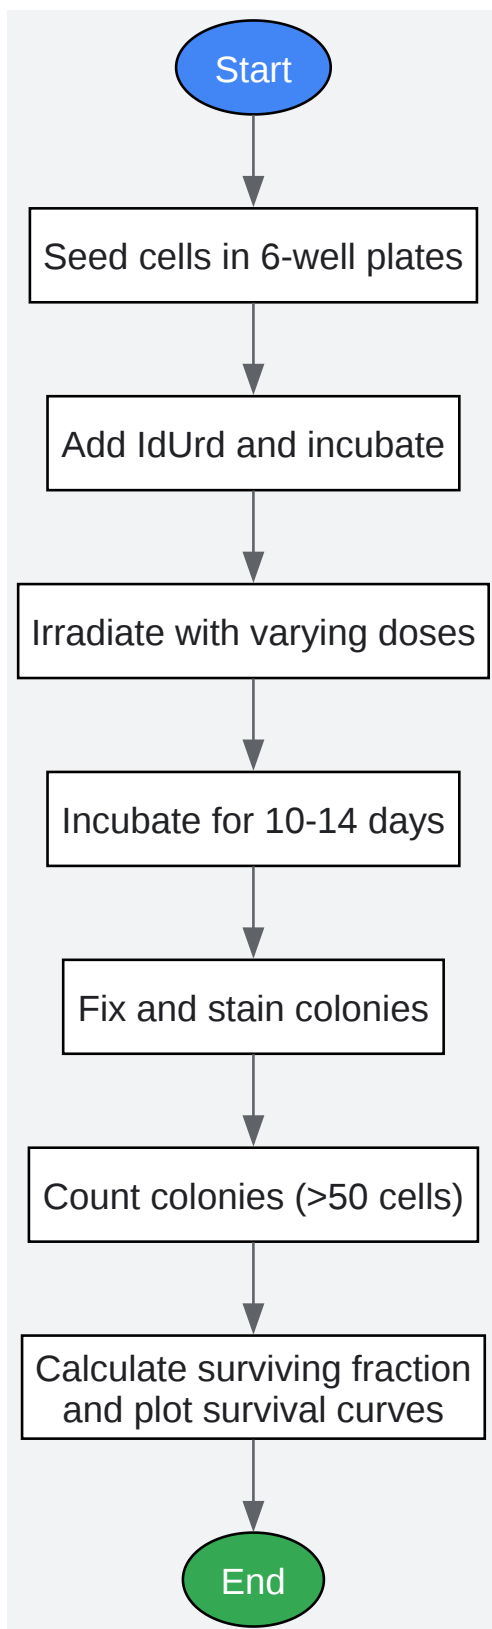 Start
Seed cells in 6-well plates
Add IdUrd and incubate
Irradiate with varying doses
Incubate for 10-14 days
Fix and stain colonies
Count colonies (>50 cells)
Calculate surviving fraction
and plot survival curves
End